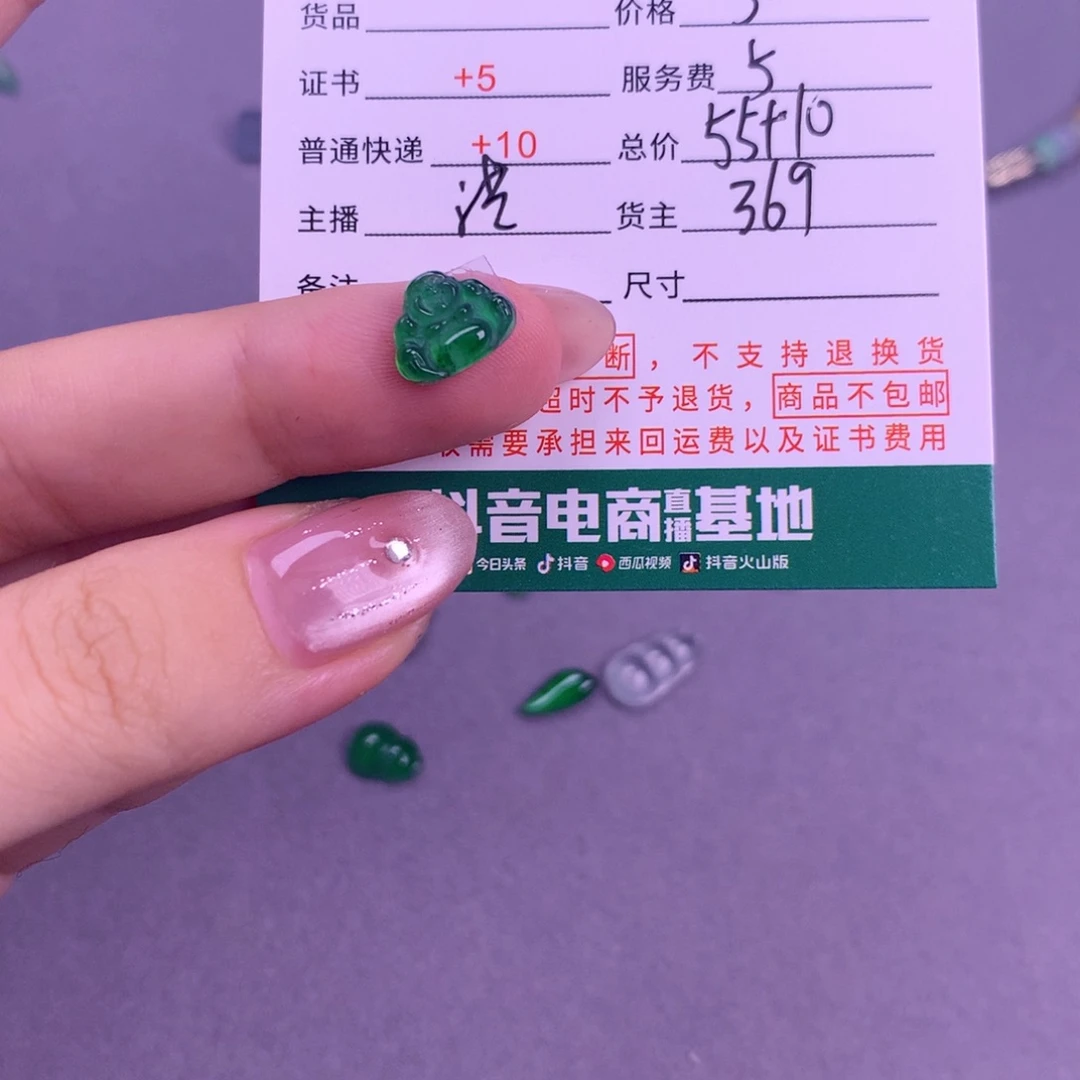 货品 价格 5
证书 +5 服务费 5
普通快递 +10 总价 55+10
主播 洪 货主 369
备注 尺寸
断，不支持退换货
超时不予退货，商品不包邮
需要承担来回运费以及证书费用
抖音电商直播基地
今日头条 抖音 西瓜视频 抖音火山版